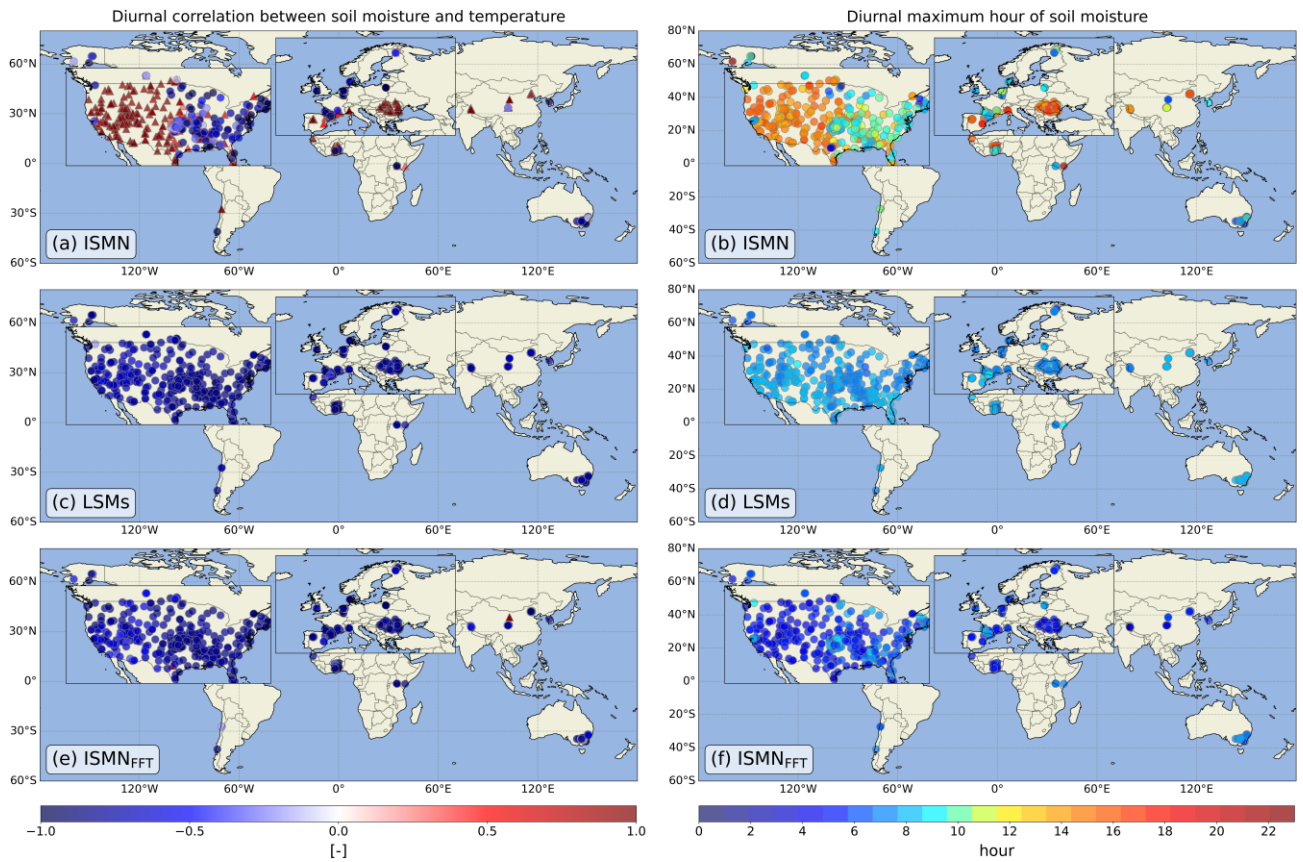 Diurnal correlation between soil moisture and temperature
Diurnal maximum hour of soil moisture
60°N
30°N
0°
30°S
60°S
(a) ISMN
120°W 60°W 0° 60°E 120°E
80°N
60°N
40°N
20°N
0°
20°S
40°S
60°S
(b) ISMN
120°W 60°W 0° 60°E 120°E
60°N
30°N
0°
30°S
60°S
(c) LSMs
120°W 60°W 0° 60°E 120°E
80°N
60°N
40°N
20°N
0°
20°S
40°S
60°S
(d) LSMs
120°W 60°W 0° 60°E 120°E
60°N
30°N
0°
30°S
60°S
(e) ISMN_FFT
120°W 60°W 0° 60°E 120°E
80°N
60°N
40°N
20°N
0°
20°S
40°S
60°S
(f) ISMN_FFT
120°W 60°W 0° 60°E 120°E
−1.0 −0.5 0.0 0.5 1.0
[-]
0 2 4 6 8 10 12 14 16 18 20 22
hour